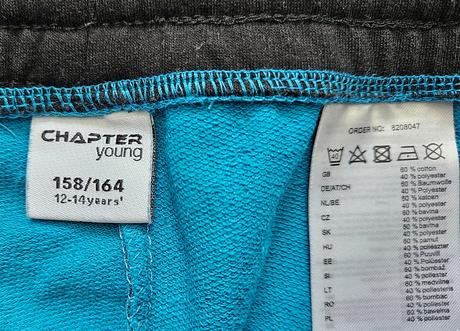 CHAPTER
young
158/164
12-14years'
ORDER NO: 8208047
40
GB 60 % cotton
40 % polyester
DE/AT/CH 60 % Baumwolle
40 % polyester
NL/BE 60 % katoen
40 % polyester
CZ 60 % bavlna
40 % polyester
SK 60 % bavlna
40 % polyester
HU 60 % pamut
40 % poliészter
EE 60 % Puuvill
40 % Polüester
SI 60 % bombaž
40 % poliester
LT 60 % medvilnė
40 % poliesteris
RO 60 % bumbac
40 % poliester
PL 60 % bawełna
40 % poliester